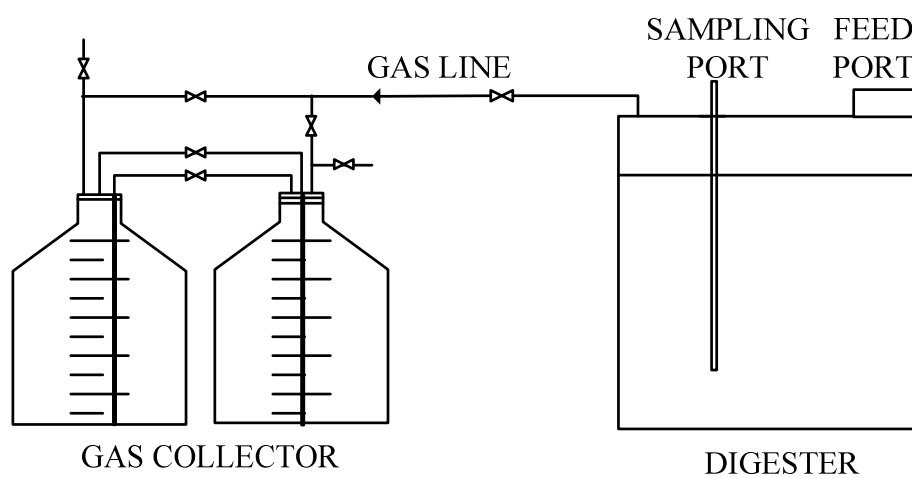 SAMPLING
PORT
FEED
PORT
GAS LINE
GAS COLLECTOR
DIGESTER